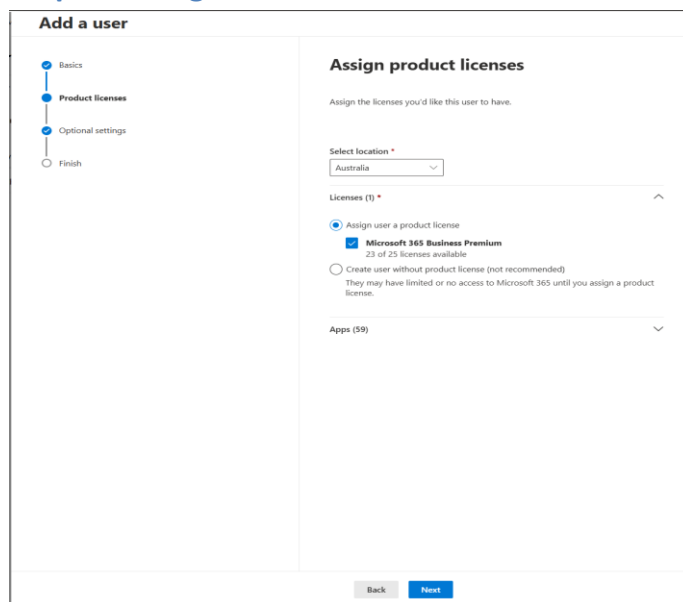 Add a user
Basics
Product licenses
Optional settings
Finish
Assign product licenses
Assign the licenses you'd like this user to have.
Select location *
Australia
Licenses (1) *
Assign user a product license
Microsoft 365 Business Premium
23 of 25 licenses available
Create user without product license (not recommended)
They may have limited or no access to Microsoft 365 until you assign a product
license.
Apps (59)
Back
Next